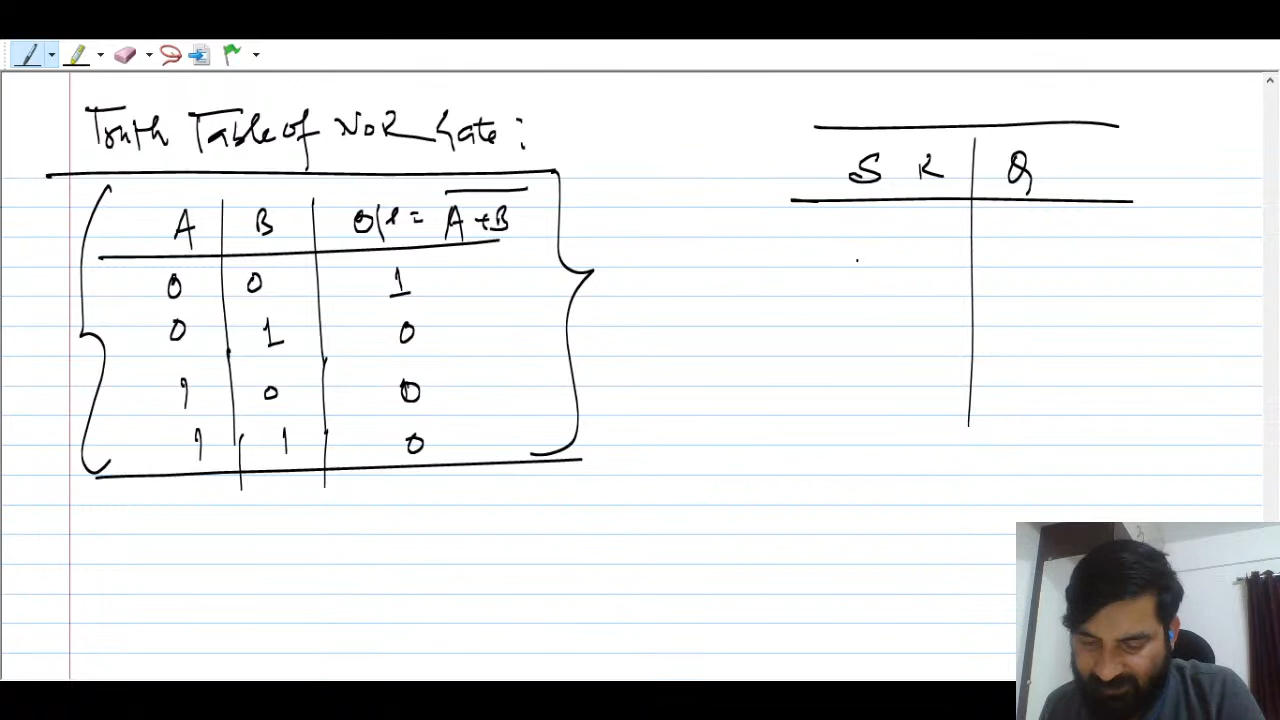 Truth Table of NOR Gate:
A B O/P = A+B
0 0 1
0 1 0
1 0 0
1 1 0
S R Q